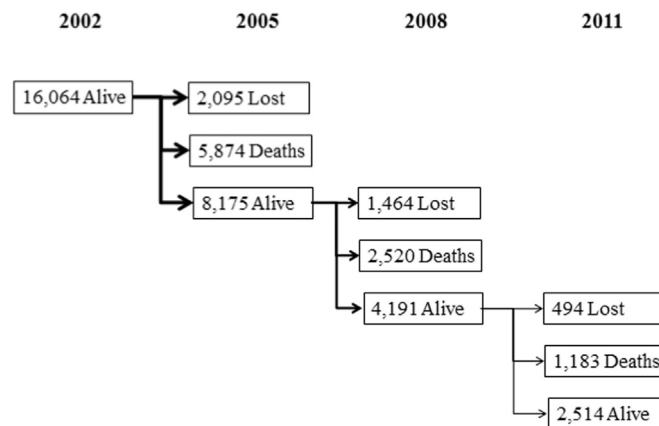 2002 2005 2008 2011
16,064 Alive 2,095 Lost
5,874 Deaths
8,175 Alive 1,464 Lost
2,520 Deaths
4,191 Alive 494 Lost
1,183 Deaths
2,514 Alive